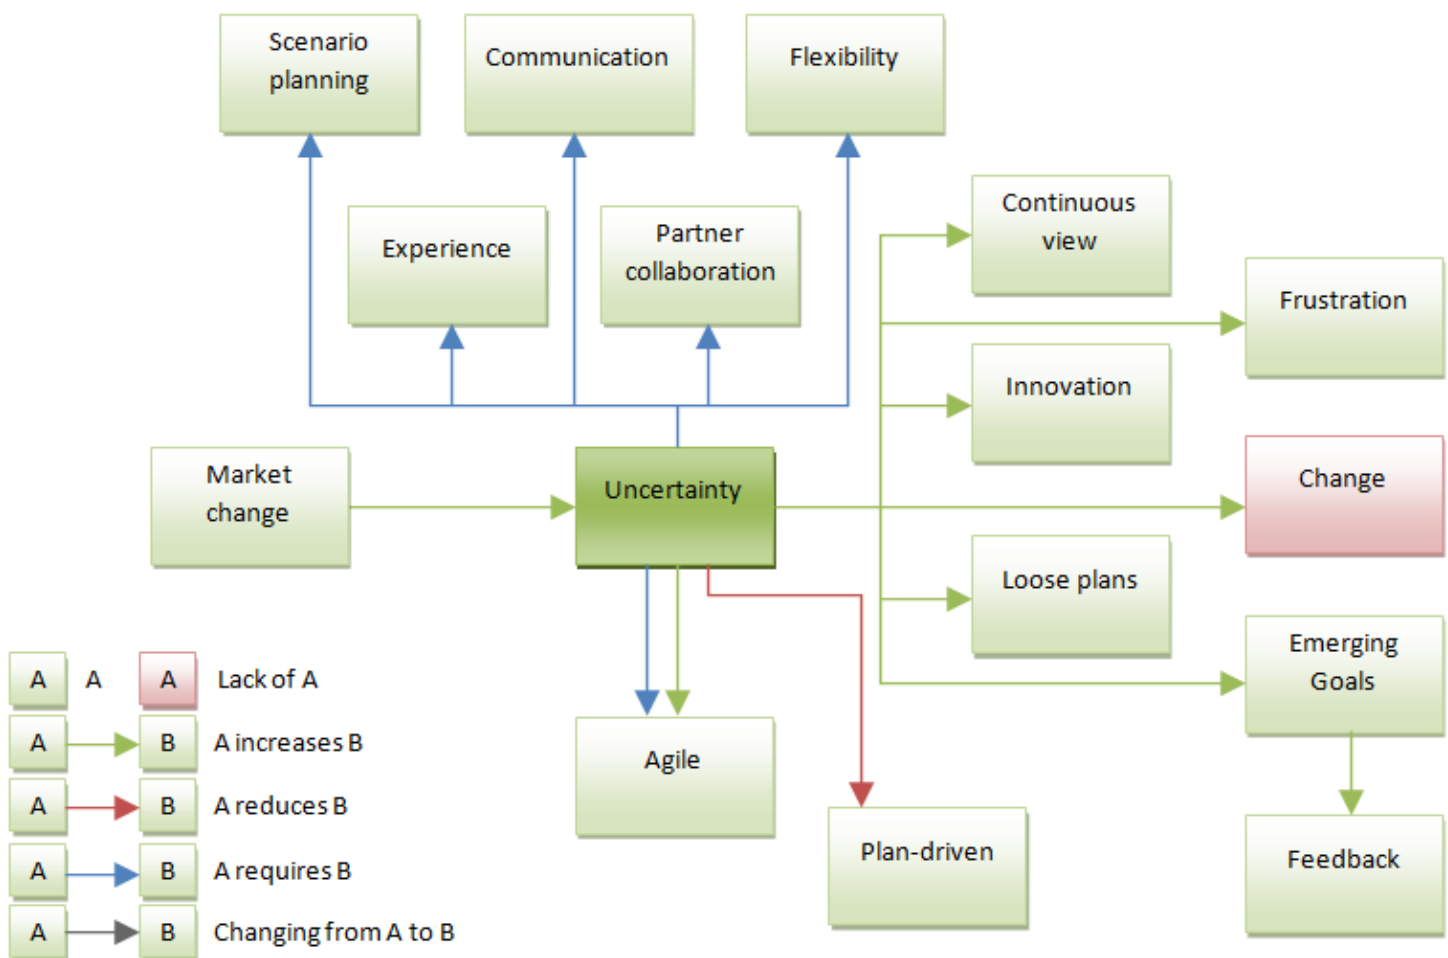 Scenario
planning
Communication
Flexibility
Experience
Partner
collaboration
Continuous
view
Frustration
Innovation
Market
change
Uncertainty
Change
Loose plans
Emerging
Goals
Agile
Plan-driven
Feedback
A A A Lack of A
A B A increases B
A B A reduces B
A B A requires B
A B Changing from A to B